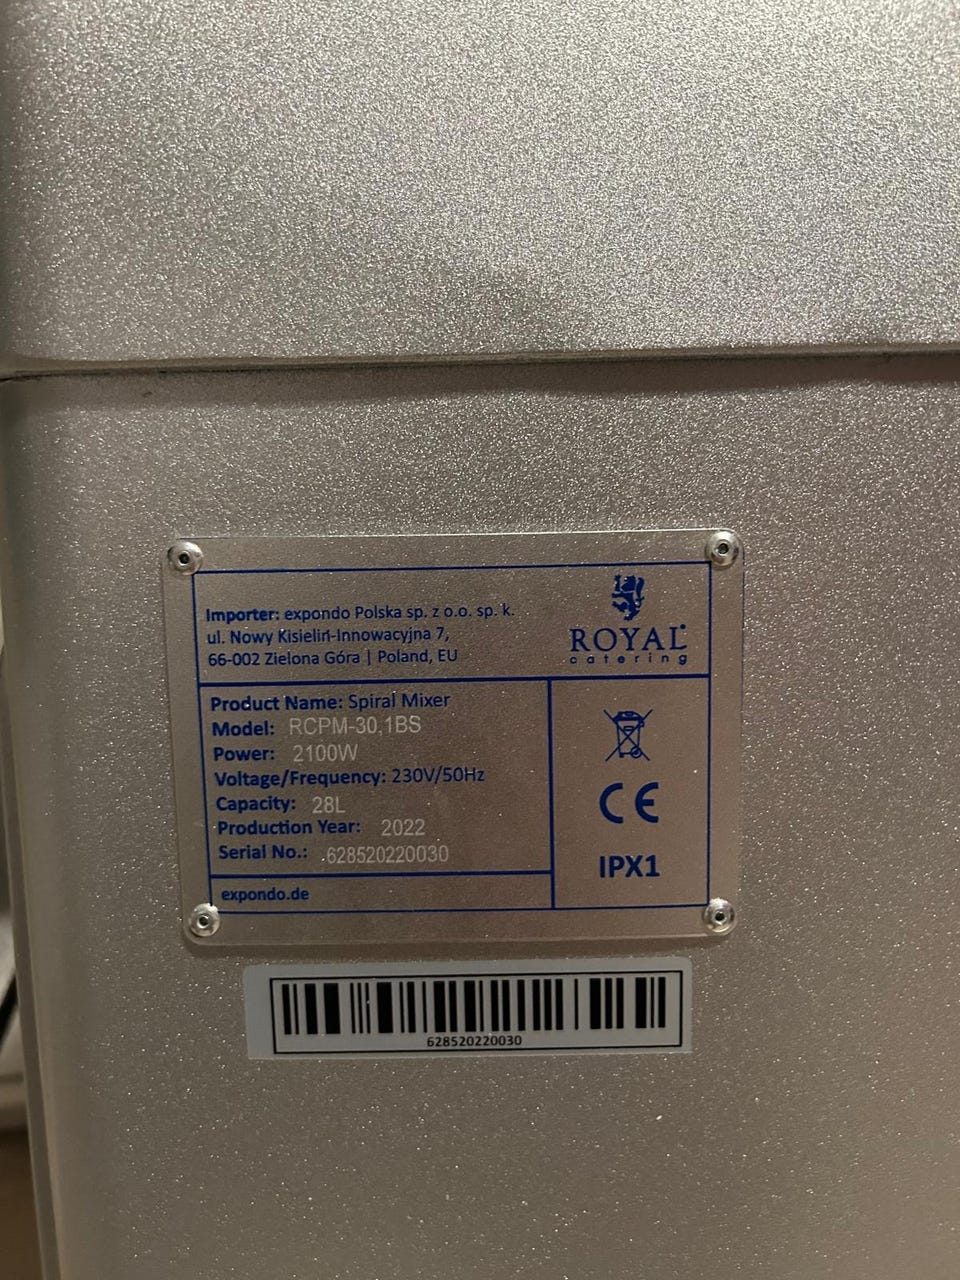 Importer: expondo Polska sp. z o.o. sp. k.
ul. Nowy Kisielin-Innowacyjna 7,
66-002 Zielona Góra | Poland, EU
ROYAL®
catering
Product Name: Spiral Mixer
Model: RCPM-30,1BS
Power: 2100W
Voltage/Frequency: 230V/50Hz
Capacity: 28L
Production Year: 2022
Serial No.: 628520220030
expondo.de
CE
IPX1
628520220030